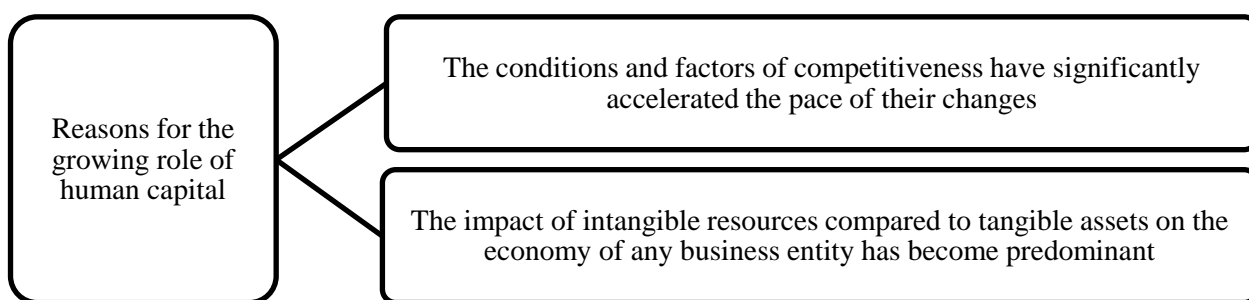 Reasons for the
growing role of
human capital
The conditions and factors of competitiveness have significantly
accelerated the pace of their changes
The impact of intangible resources compared to tangible assets on the
economy of any business entity has become predominant